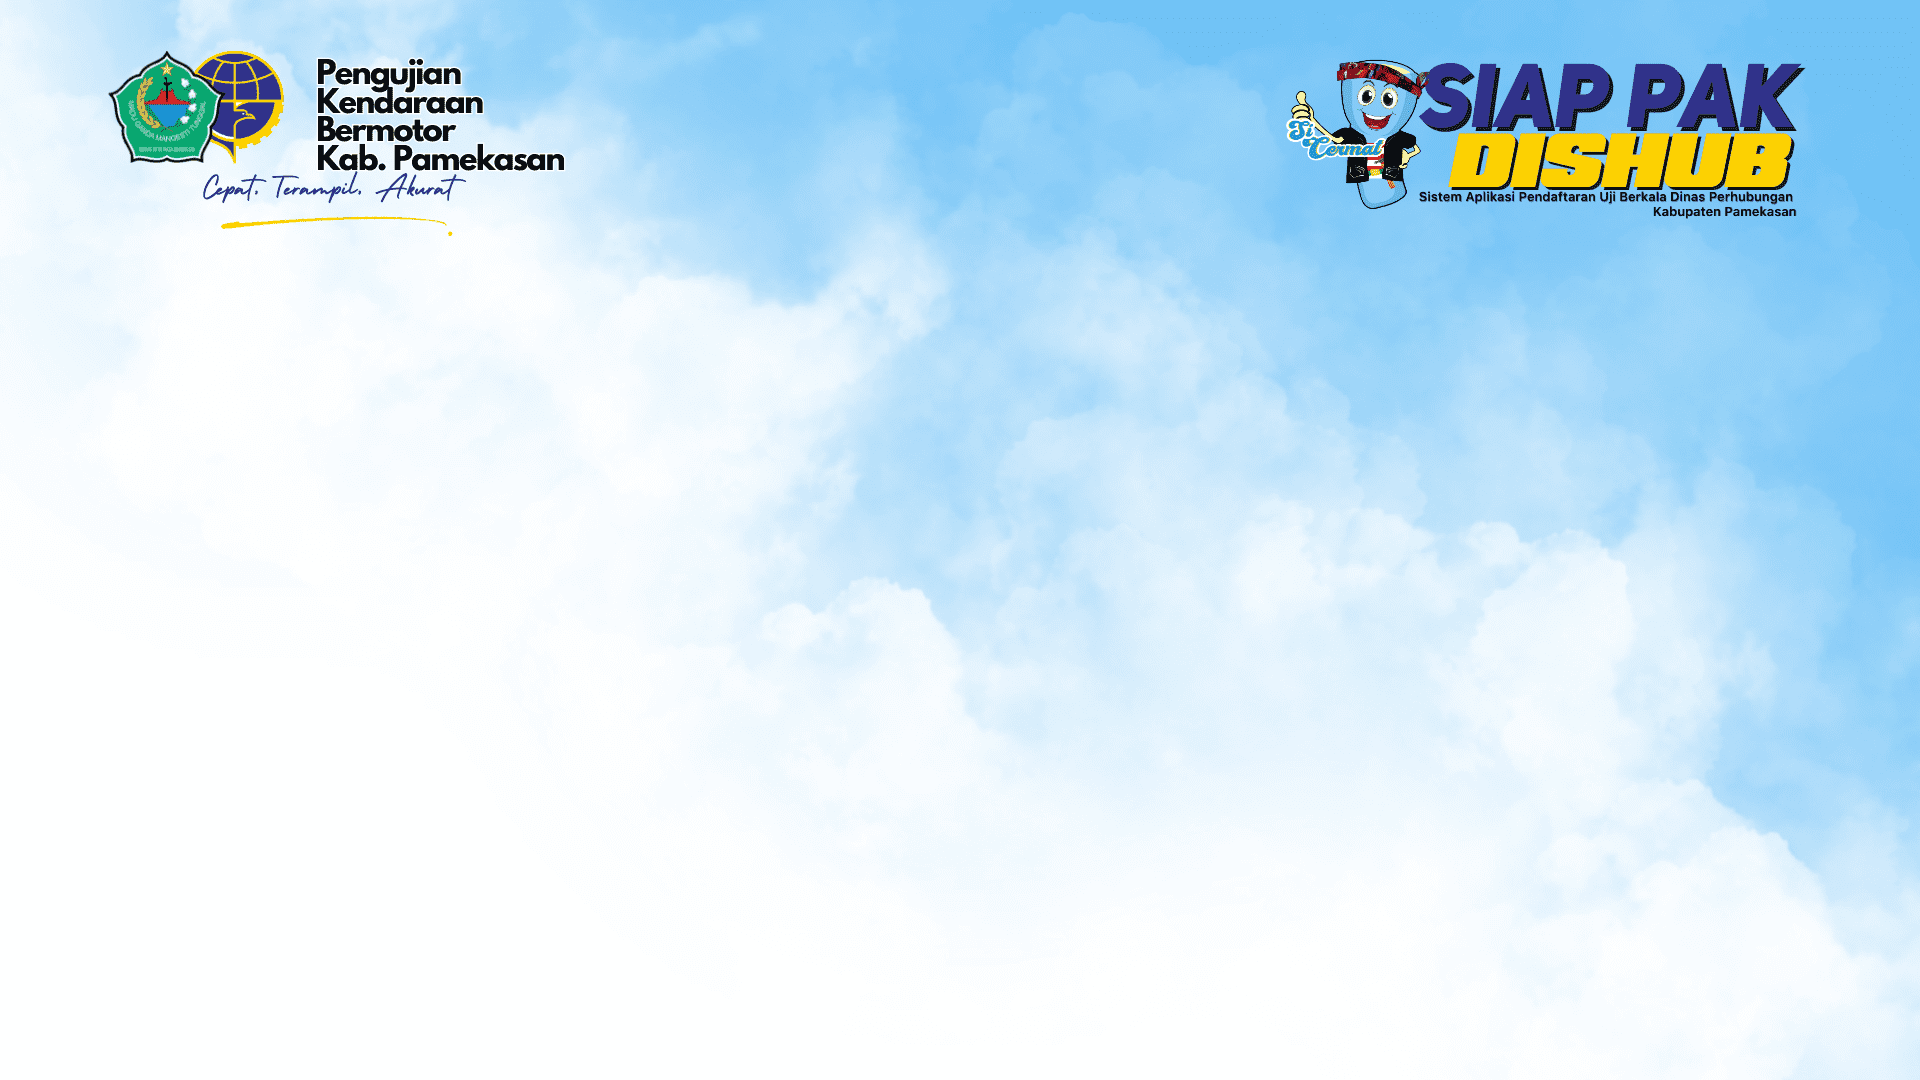 Pengujian
Kendaraan
Bermotor
Kab. Pamekasan
Cepat, Terampil, Akurat
Si Cermat
SIAP PAK
DISHUB
Sistem Aplikasi Pendaftaran Uji Berkala Dinas Perhubungan
Kabupaten Pamekasan